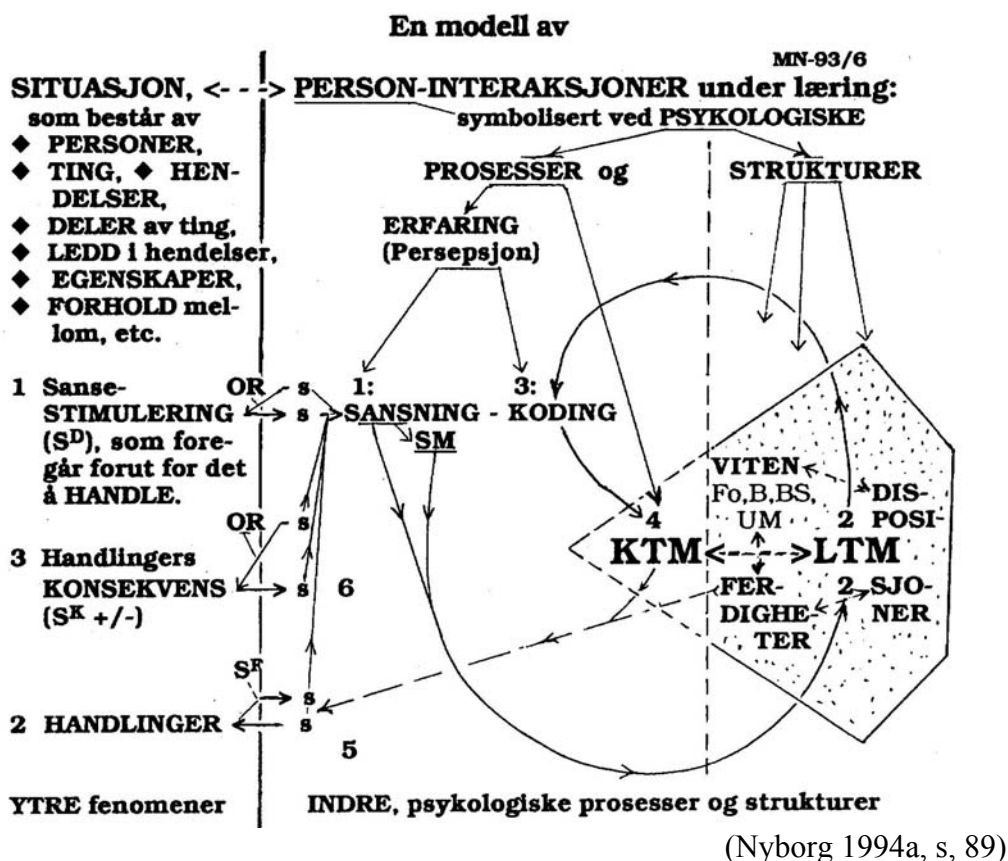 En modell av
MN-93/6
SITUASJON, <- - -> PERSON-INTERAKSJONER under læring:
som består av
symbolisert ved PSYKOLOGISKE
◆ PERSONER,
◆ TING, ◆ HEN-
DELSER,
◆ DELER av ting,
◆ LEDD i hendelser,
◆ EGENSKAPER,
◆ FORHOLD mel-
lom, etc.
PROSESSER og
STRUKTURER
ERFARING
(Persepsjon)
1 Sanse-
STIMULERING
(S^D), som fore-
går forut for det
å HANDLE.
OR s
s
1:
3:
SANSNING - KODING
SM
VITEN
Fo,B,BS,
UM
2
DIS-
POSI-
4
KTM<- - ->LTM
FER-
DIGHE-
TER
2
SJO-
NER
OR s
3 Handlingers
KONSEKVENS
(S^K +/-)
s
6
S^F
s
2 HANDLINGER
s
5
YTRE fenomener
INDRE, psykologiske prosesser og strukturer
(Nyborg 1994a, s, 89)